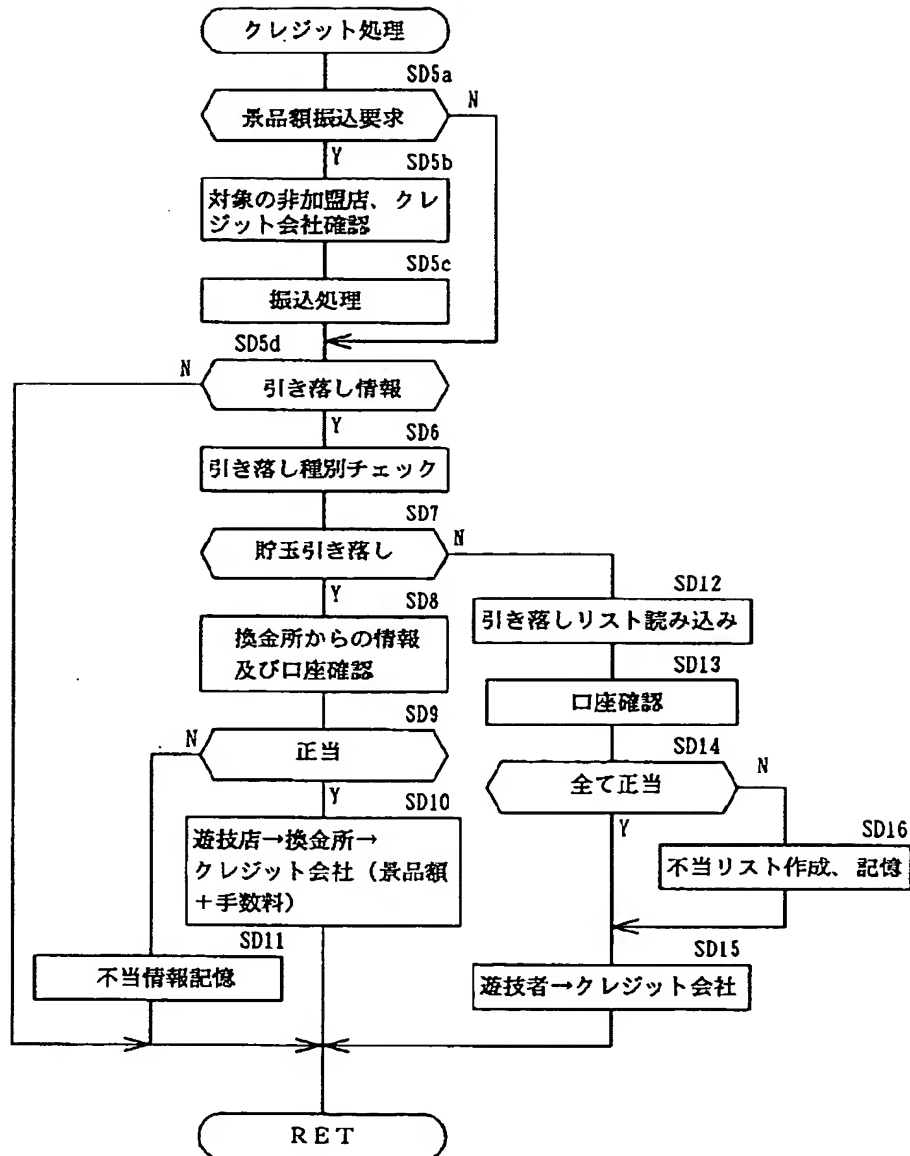 クレジット処理
SD5a
景品額振込要求
N
Y
SD5b
対象の非加盟店、クレ
ジット会社確認
SD5c
振込処理
SD5d
N
引き落し情報
Y
SD6
引き落し種別チェック
SD7
貯玉引き落し
N
Y
SD8
換金所からの情報
及び口座確認
SD9
N
正当
Y
SD10
遊技店→換金所→
クレジット会社（景品額
＋手数料）
SD11
不当情報記憶
SD12
引き落しリスト読み込み
SD13
口座確認
SD14
全て正当
N
Y
SD16
不当リスト作成、記憶
SD15
遊技者→クレジット会社
RET